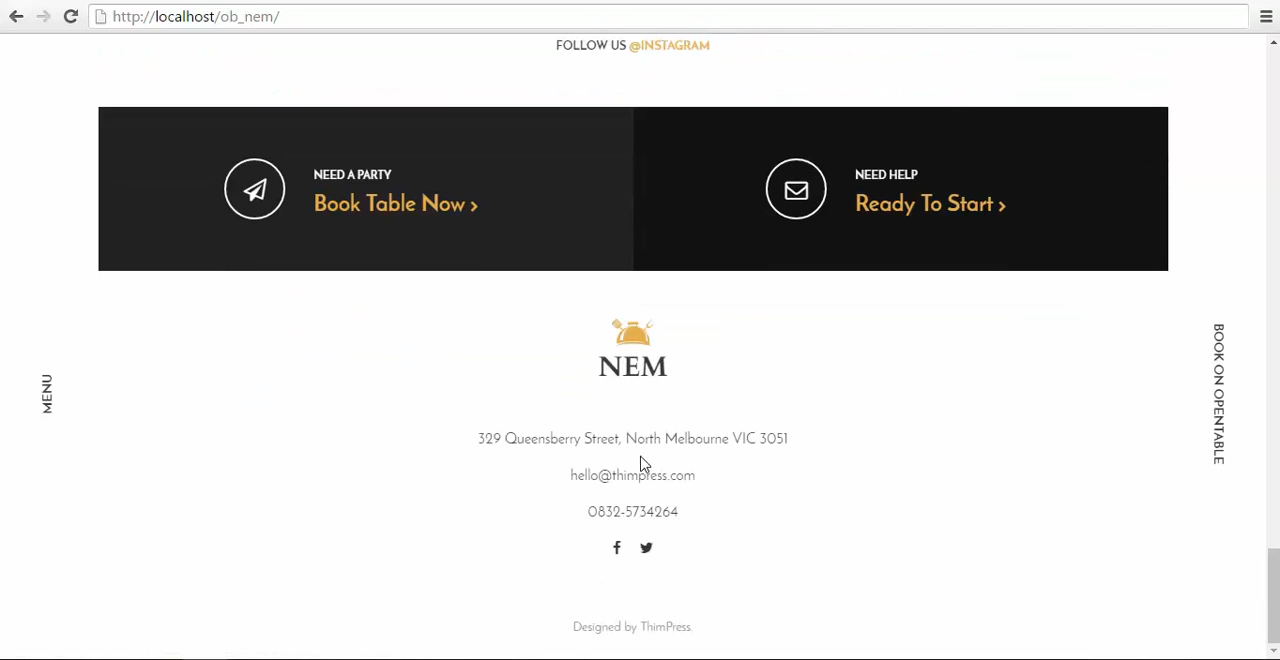 http://localhost/ob_nem/
FOLLOW US @INSTAGRAM
NEED A PARTY
Book Table Now >
NEED HELP
Ready To Start >
NEM
MENU
BOOK ON OPENTABLE
329 Queensberry Street, North Melbourne VIC 3051
hello@thimpress.com
0832-5734264
Designed by ThimPress.